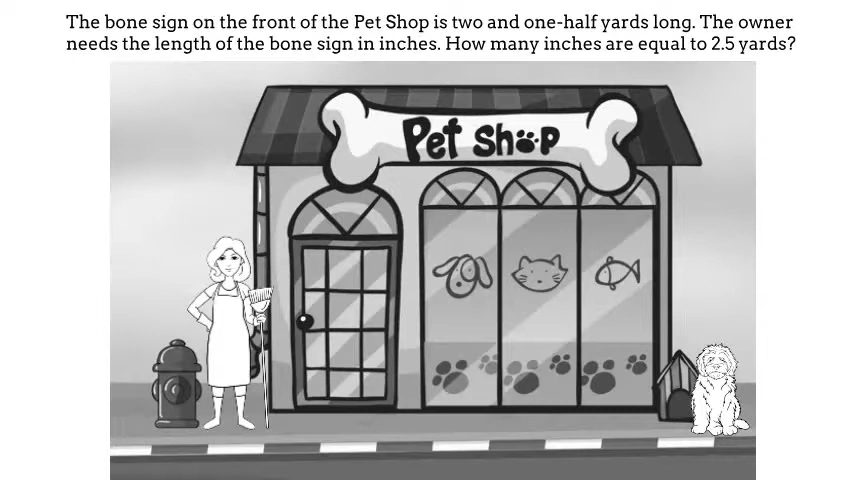 The bone sign on the front of the Pet Shop is two and one-half yards long. The owner
needs the length of the bone sign in inches. How many inches are equal to 2.5 yards?
Pet Shop